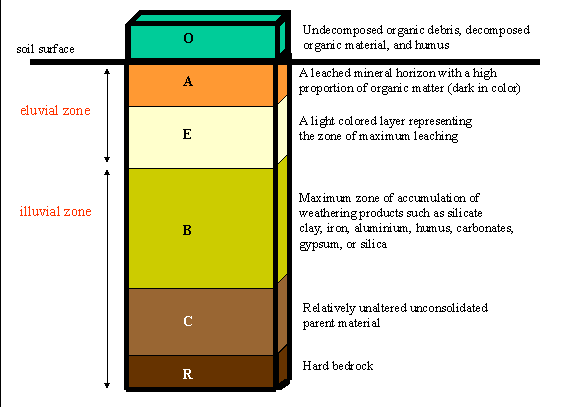 O
Undecomposed organic debris, decomposed
organic material, and humus
soil surface
A
A leached mineral horizon with a high
proportion of organic matter (dark in color)
eluvial zone
E
A light colored layer representing
the zone of maximum leaching
illuvial zone
B
Maximum zone of accumulation of
weathering products such as silicate
clay, iron, aluminium, humus, carbonates,
gypsum, or silica
C
Relatively unaltered unconsolidated
parent material
R
Hard bedrock